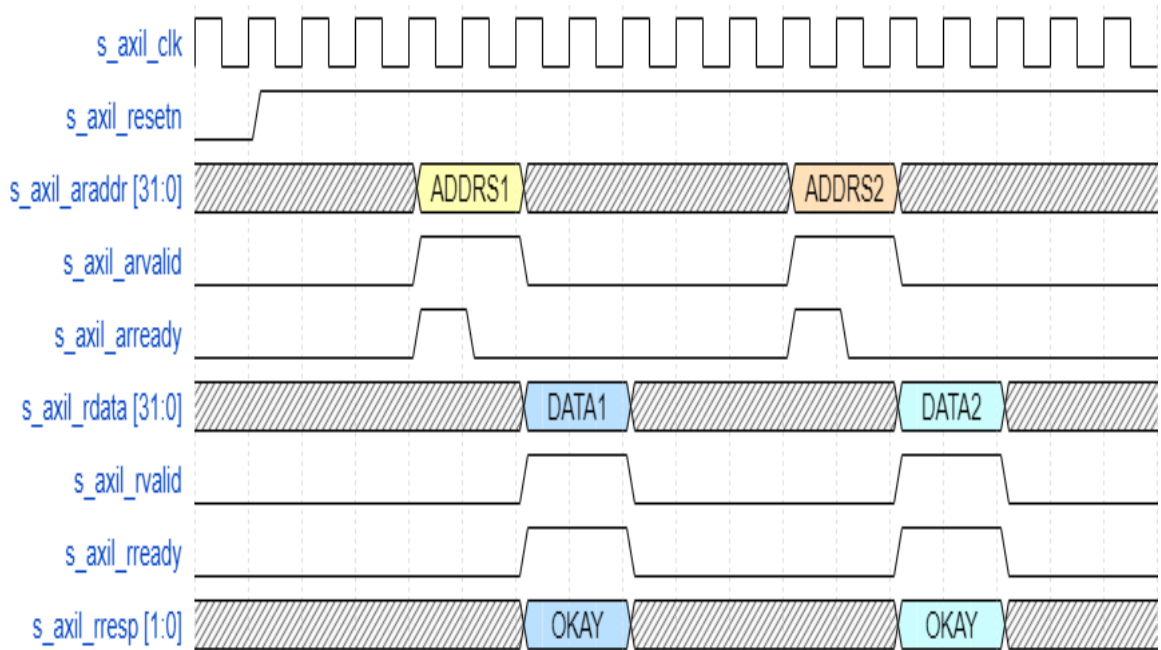 s_axil_clk
s_axil_resetn
s_axil_araddr [31:0] ADDRS1 ADDRS2
s_axil_arvalid
s_axil_arready
s_axil_rdata [31:0] DATA1 DATA2
s_axil_rvalid
s_axil_rready
s_axil_rresp [1:0] OKAY OKAY